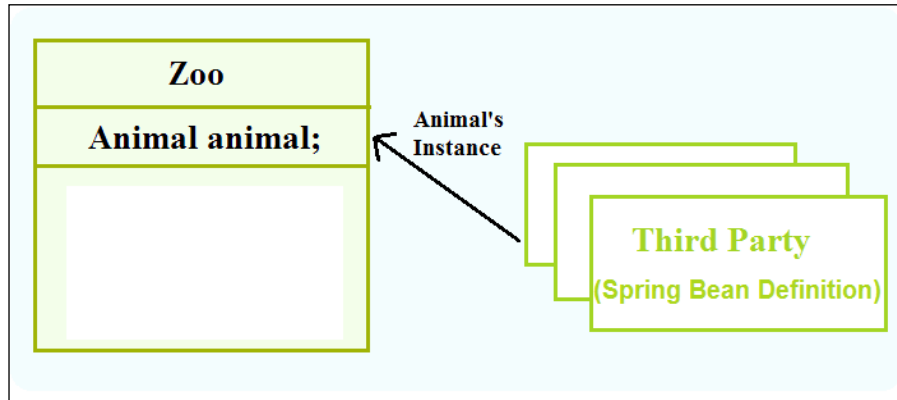 Zoo
Animal animal;
Animal's
Instance
Third Party
(Spring Bean Definition)